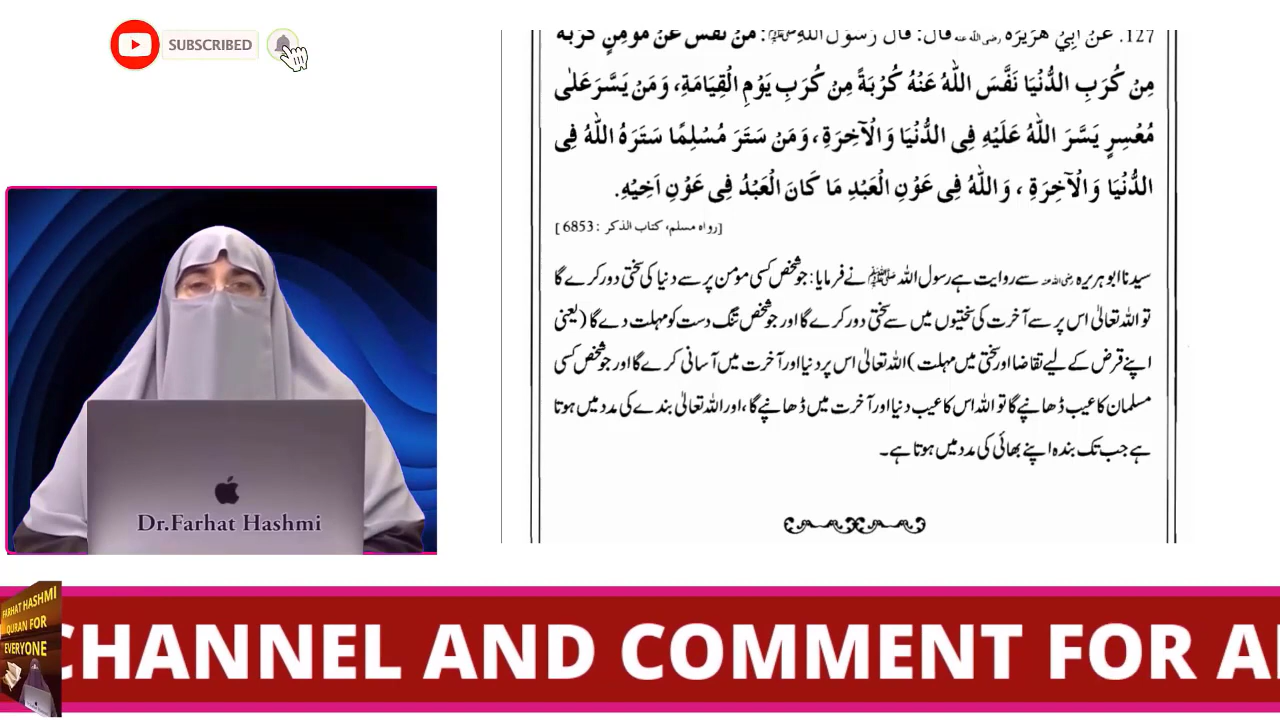 SUBSCRIBED
127. عَنْ اَبِيْ هُرَيْرَةَ رضی اللہ عنہ قَالَ: قَالَ رَسُوْلُ اللهِ ﷺ: مَنْ نَفَّسَ عَنْ مُؤْمِنٍ كُرْبَةً
مِنْ كُرَبِ الدُّنْيَا نَفَّسَ اللهُ عَنْهُ كُرْبَةً مِنْ كُرَبِ يَوْمِ الْقِيَامَةِ، وَمَنْ يَسَّرَ عَلٰى
مُعْسِرٍ يَسَّرَ اللهُ عَلَيْهِ فِى الدُّنْيَا وَالْآخِرَةِ، وَمَنْ سَتَرَ مُسْلِمًا سَتَرَهُ اللهُ فِى
الدُّنْيَا وَالْآخِرَةِ، وَاللهُ فِى عَوْنِ الْعَبْدِ مَا كَانَ الْعَبْدُ فِى عَوْنِ اَخِيْهِ.
[رواہ مسلم، کتاب الذکر : 6853]
سیدنا ابو ہریرہ رضی اللہ عنہ سے روایت ہے رسول اللہ ﷺ نے فرمایا: جو شخص کسی مومن پر سے دنیا کی سختی دور کرے گا
تو اللہ تعالیٰ اس پر سے آخرت کی سختیوں میں سے سختی دور کرے گا اور جو شخص تنگ دست کو مہلت دے گا (یعنی
اپنے قرض کے لیے تقاضا اور سختی میں مہلت) اللہ تعالیٰ اس پر دنیا اور آخرت میں آسانی کرے گا اور جو شخص کسی
مسلمان کا عیب ڈھانپے گا تو اللہ اس کا عیب دنیا اور آخرت میں ڈھانپے گا، اور اللہ تعالیٰ بندے کی مدد میں ہوتا
ہے جب تک بندہ اپنے بھائی کی مدد میں ہوتا ہے۔
Dr.Farhat Hashmi
FARHAT HASHMI
QURAN FOR
EVERYONE
CHANNEL AND COMMENT FOR A